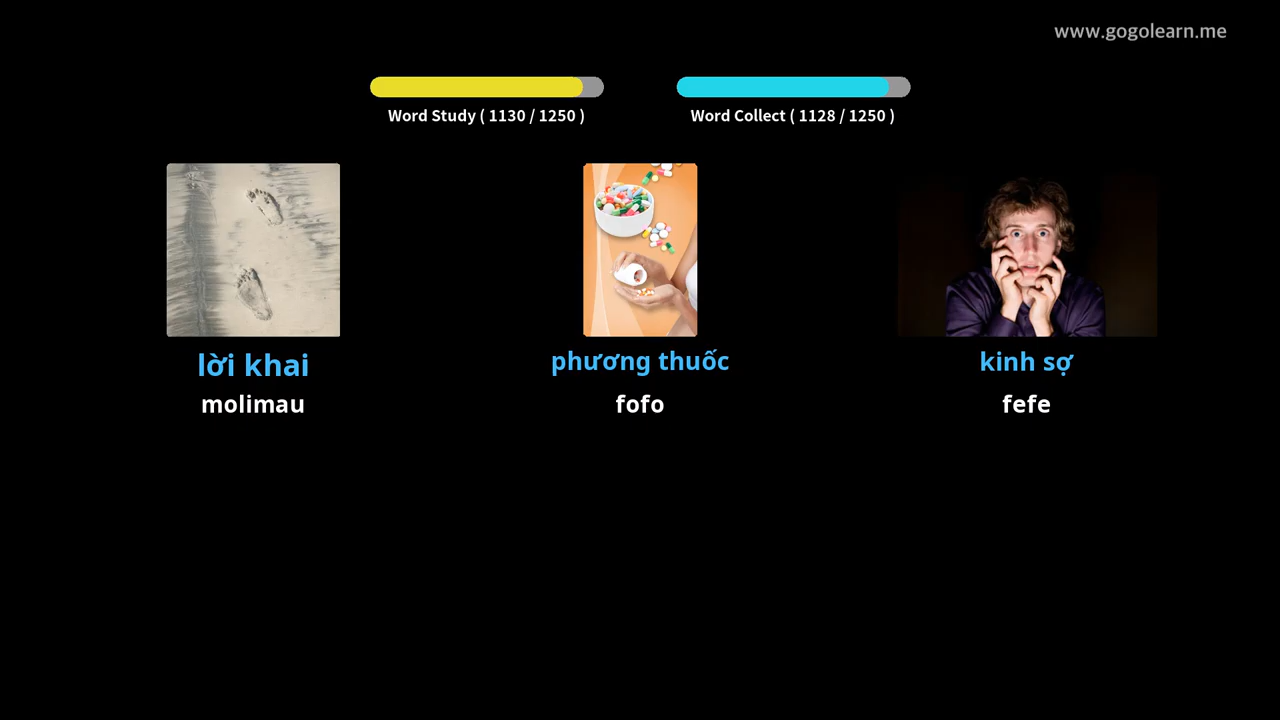 www.gogolearn.me
Word Study ( 1130 / 1250 )
Word Collect ( 1128 / 1250 )
lời khai
phương thuốc
kinh sợ
molimau
fofo
fefe